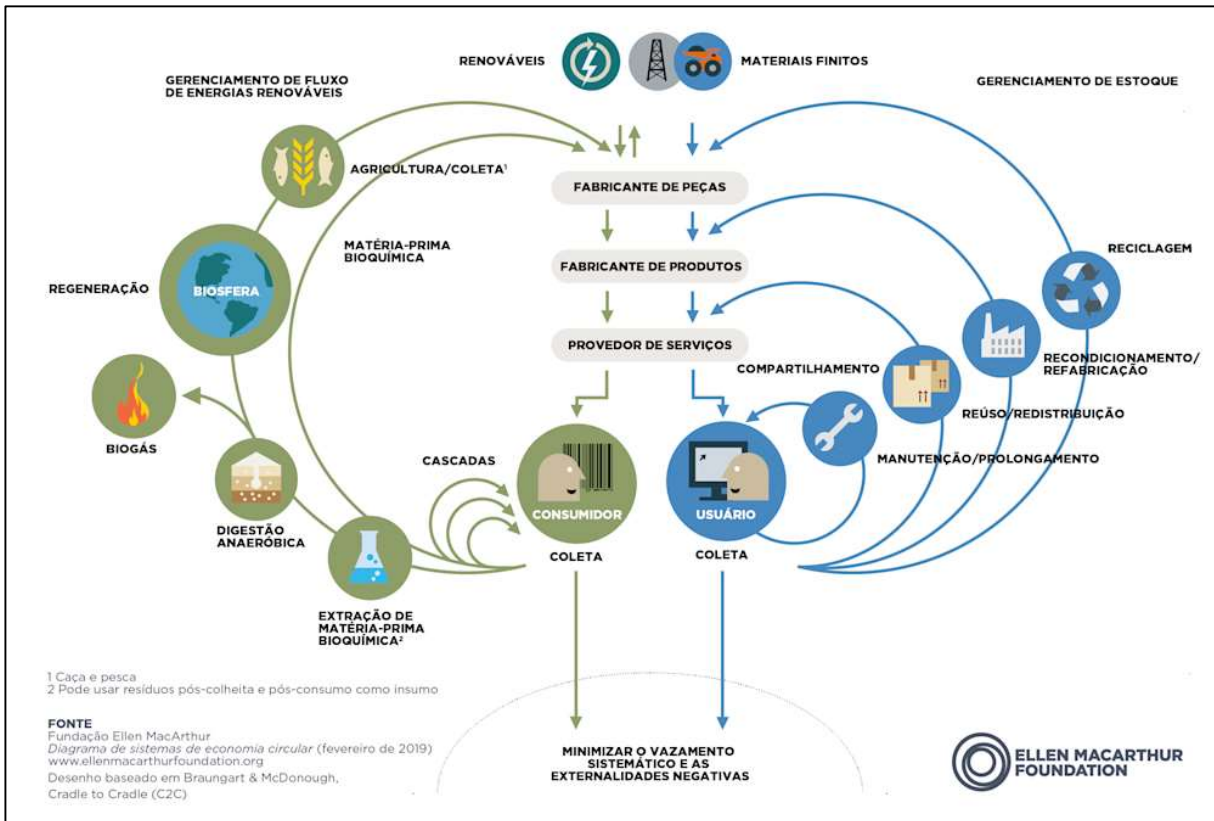 RENOVÁVEIS
MATERIAIS FINITOS
GERENCIAMENTO DE FLUXO
DE ENERGIAS RENOVÁVEIS
GERENCIAMENTO DE ESTOQUE
AGRICULTURA/COLETA¹
FABRICANTE DE PEÇAS
MATÉRIA-PRIMA
BIOQUÍMICA
RECICLAGEM
FABRICANTE DE PRODUTOS
REGENERAÇÃO
BIOSFERA
PROVEDOR DE SERVIÇOS
COMPARTILHAMENTO
RECONDICIONAMENTO/
REFABRICAÇÃO
REÚSO/REDISTRIBUIÇÃO
BIOGÁS
CASCADAS
MANUTENÇÃO/PROLONGAMENTO
CONSUMIDOR
USUÁRIO
DIGESTÃO
ANAERÓBICA
COLETA
COLETA
EXTRAÇÃO DE
MATÉRIA-PRIMA
BIOQUÍMICA²
1 Caça e pesca
2 Pode usar resíduos pós-colheita e pós-consumo como insumo
FONTE
Fundação Ellen MacArthur
Diagrama de sistemas de economia circular (fevereiro de 2019)
www.ellenmacarthurfoundation.org
Desenho baseado em Braungart & McDonough,
Cradle to Cradle (C2C)
MINIMIZAR O VAZAMENTO
SISTEMÁTICO E AS
EXTERNALIDADES NEGATIVAS
ELLEN MACARTHUR
FOUNDATION